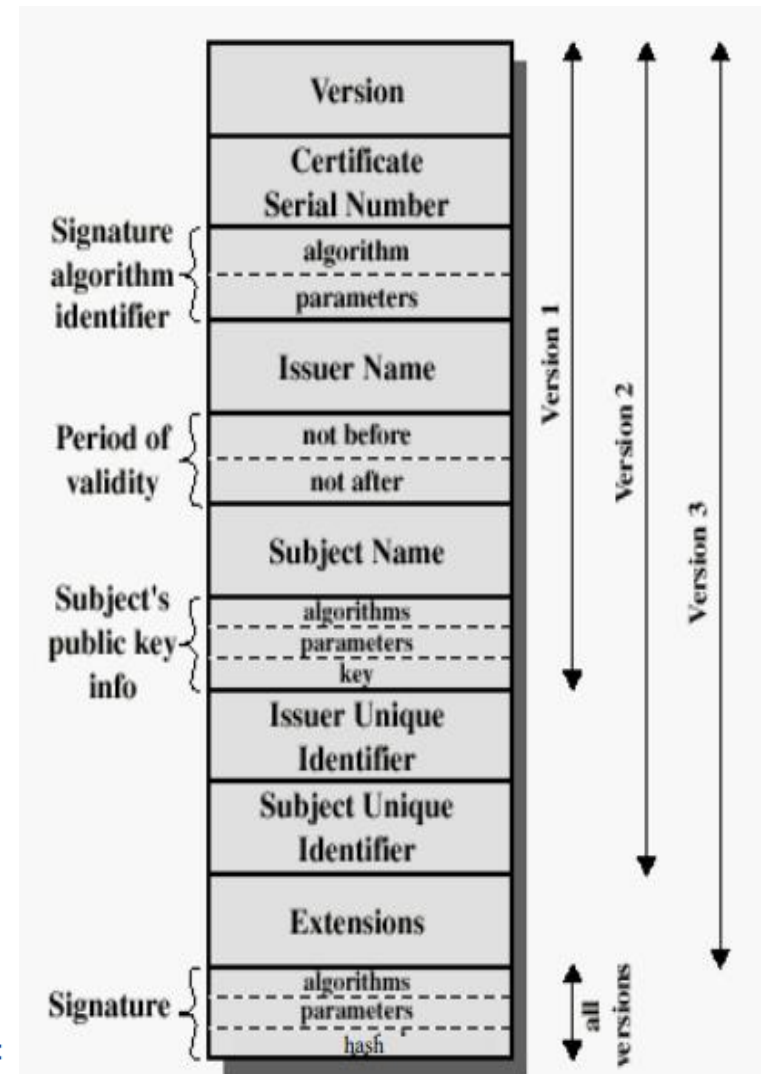 Version
Certificate
Serial Number
Signature
algorithm
identifier
algorithm
parameters
Issuer Name
Period of
validity
not before
not after
Subject Name
Subject's
public key
info
algorithms
parameters
key
Issuer Unique
Identifier
Subject Unique
Identifier
Extensions
Signature
algorithms
parameters
hash
Version 1
Version 2
Version 3
all
versions